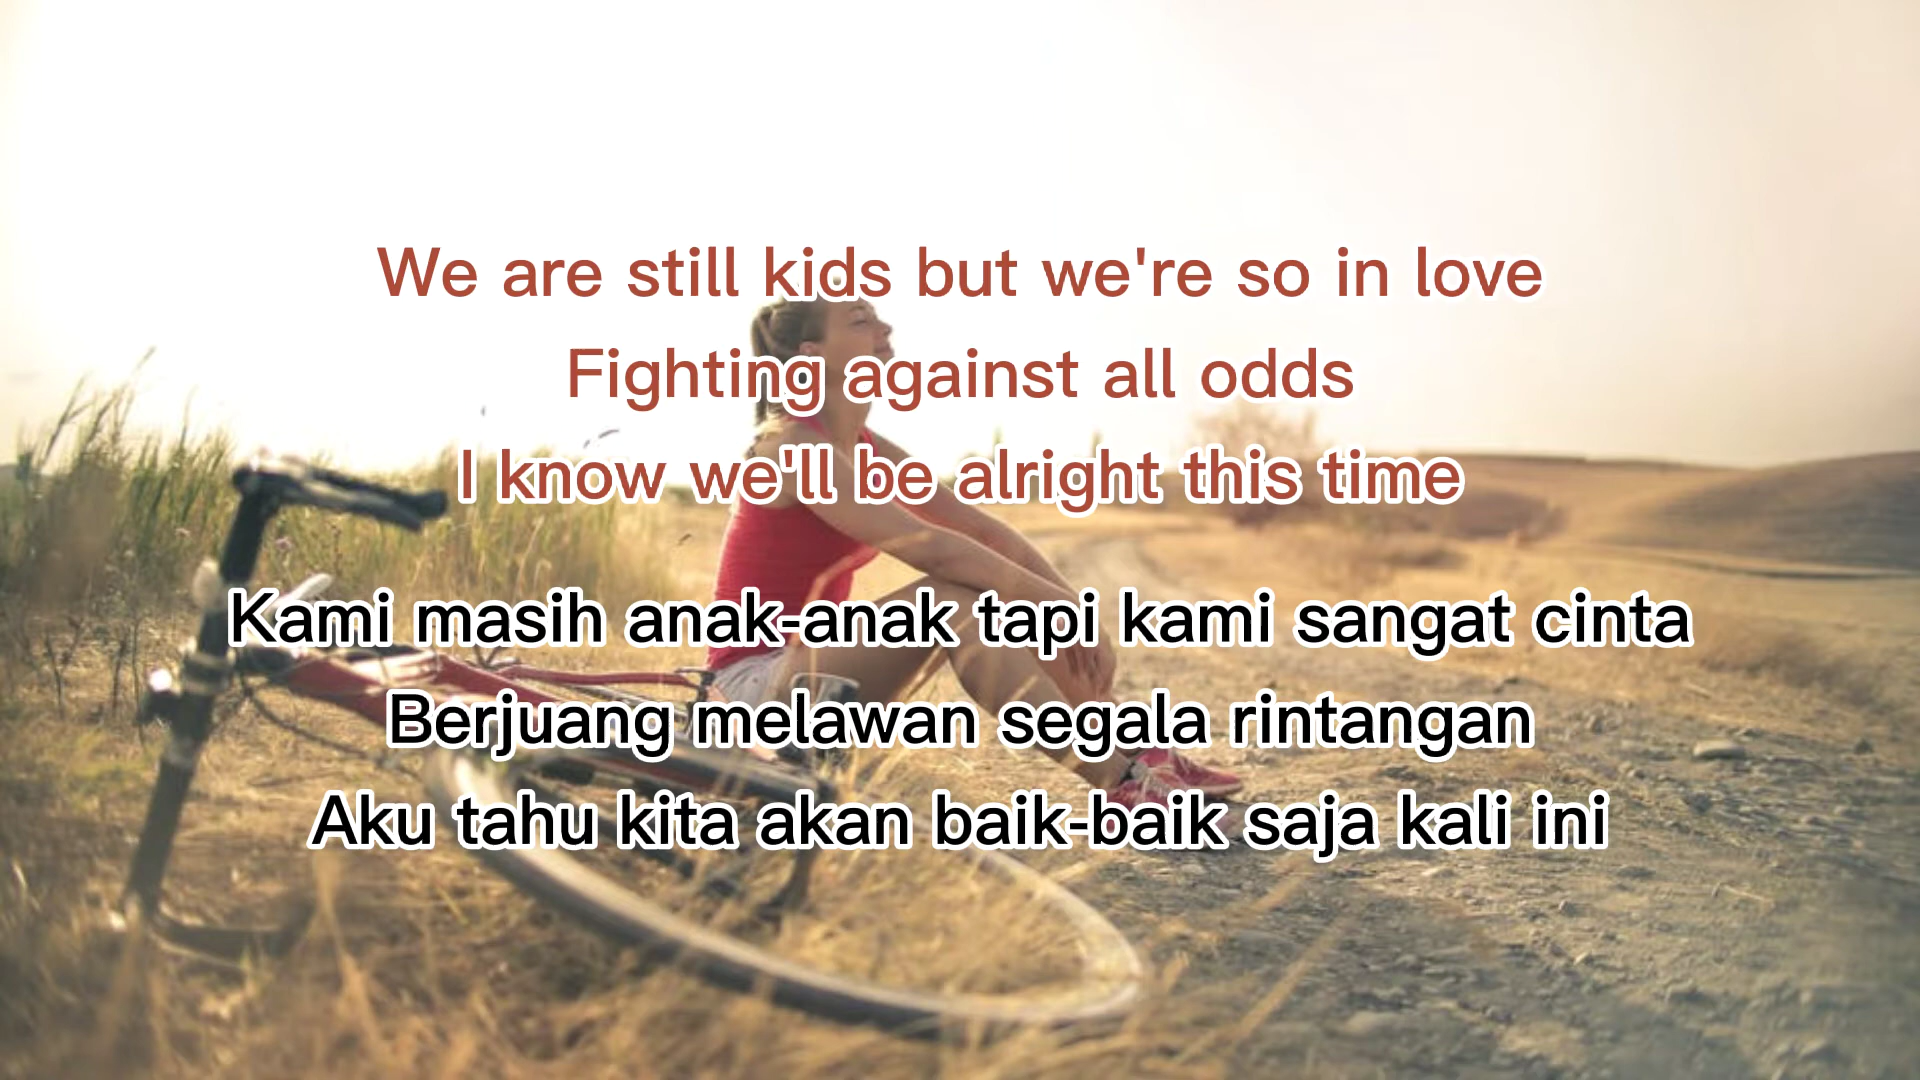 We are still kids but we're so in love
Fighting against all odds
I know we'll be alright this time
Kami masih anak-anak tapi kami sangat cinta
Berjuang melawan segala rintangan
Aku tahu kita akan baik-baik saja kali ini